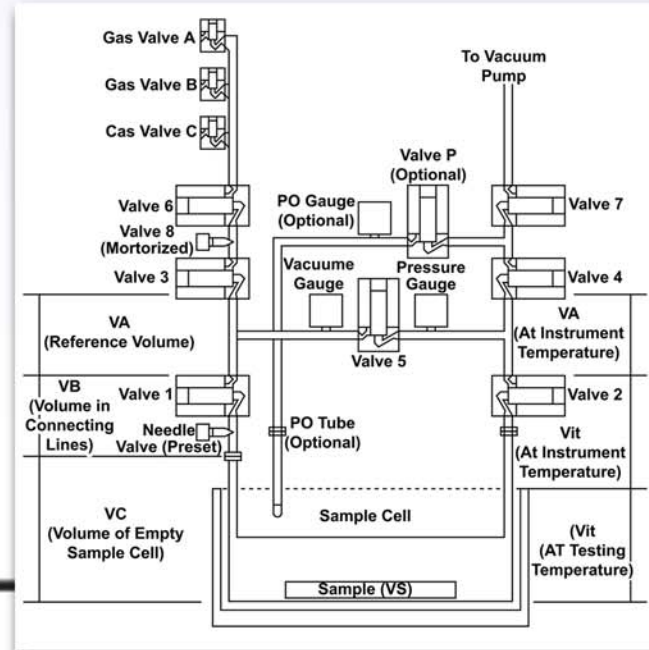 Gas Valve A
Gas Valve B
Cas Valve C
To Vacuum
Pump
Valve P
(Optional)
PO Gauge
(Optional)
Valve 6
Valve 7
Valve 8
(Mortorized)
Valve 3
Valve 4
Vacuume
Gauge
Pressure
Gauge
VA
(Reference Volume)
VA
(At Instrument
Temperature)
Valve 5
VB
(Volume in
Connecting
Lines)
Valve 1
Valve 2
Needle
Valve (Preset)
PO Tube
(Optional)
Vit
(At Instrument
Temperature)
VC
(Volume of Empty
Sample Cell)
Sample Cell
(Vit
(AT Testing
Temperature)
Sample (VS)